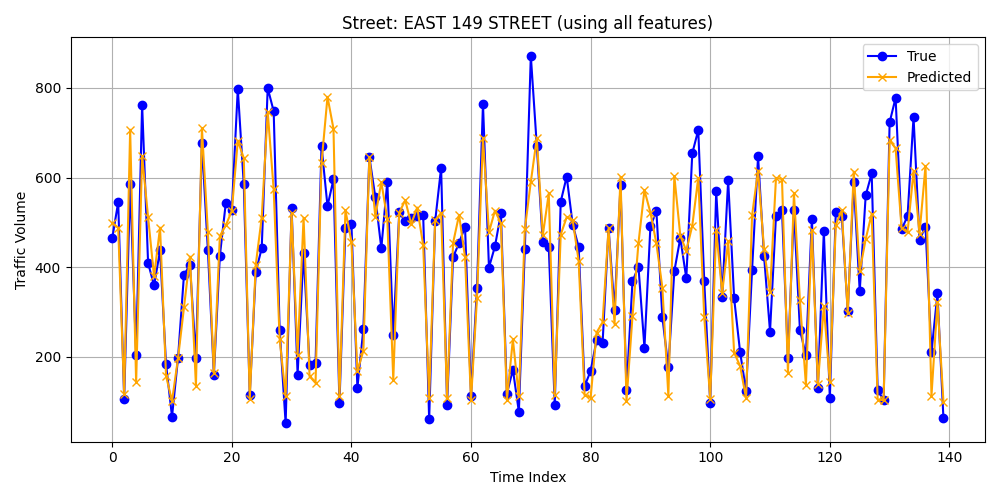 Street: EAST 149 STREET (using all features)
True
Predicted
Traffic Volume
800
600
400
200
0 20 40 60 80 100 120 140
Time Index